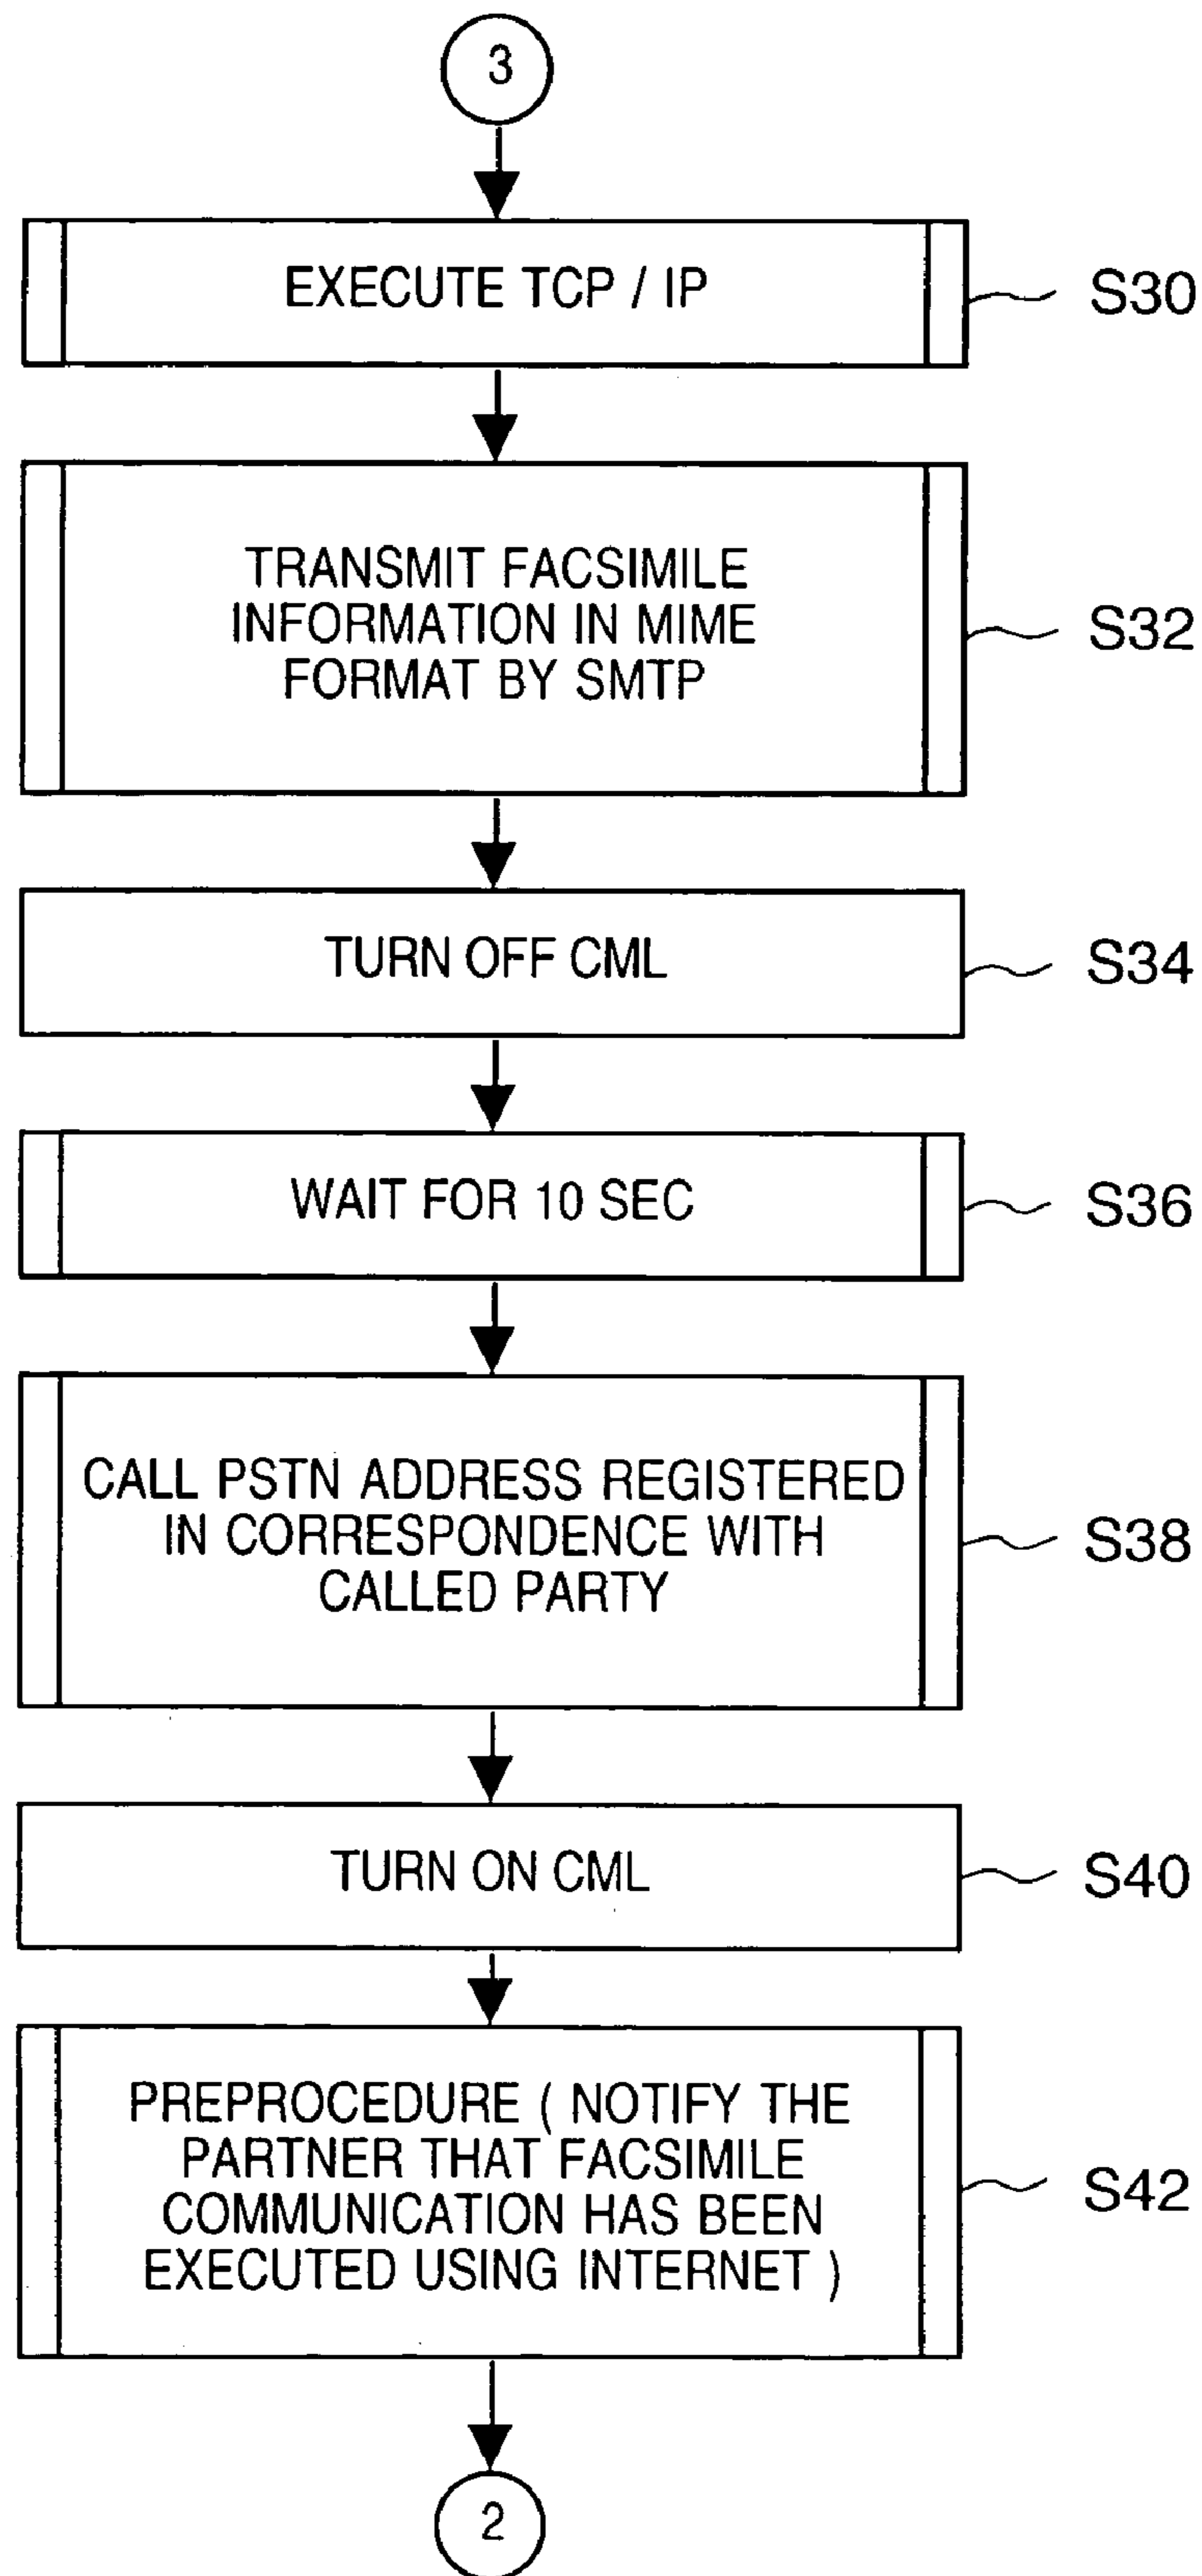 3
EXECUTE TCP / IP
S30
TRANSMIT FACSIMILE
INFORMATION IN MIME
FORMAT BY SMTP
S32
TURN OFF CML
S34
WAIT FOR 10 SEC
S36
CALL PSTN ADDRESS REGISTERED
IN CORRESPONDENCE WITH
CALLED PARTY
S38
TURN ON CML
S40
PREPROCEDURE ( NOTIFY THE
PARTNER THAT FACSIMILE
COMMUNICATION HAS BEEN
EXECUTED USING INTERNET )
S42
2